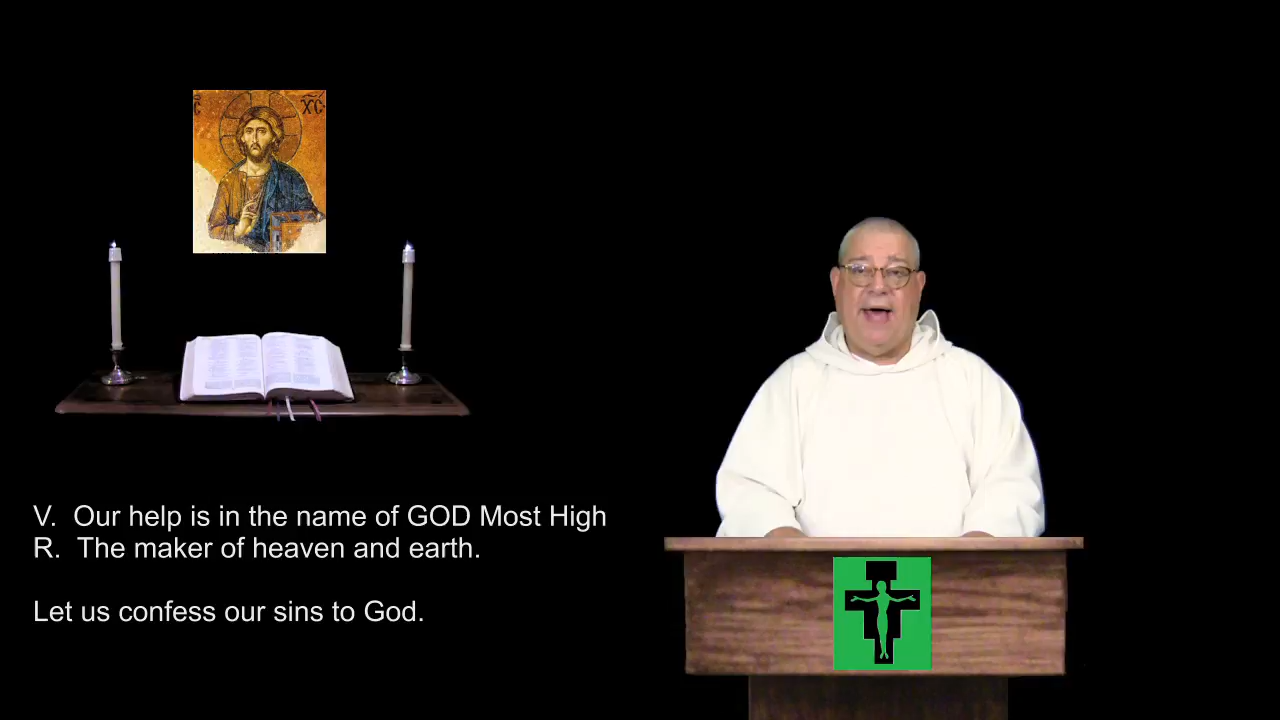 V.  Our help is in the name of GOD Most High
R.  The maker of heaven and earth.
Let us confess our sins to God.